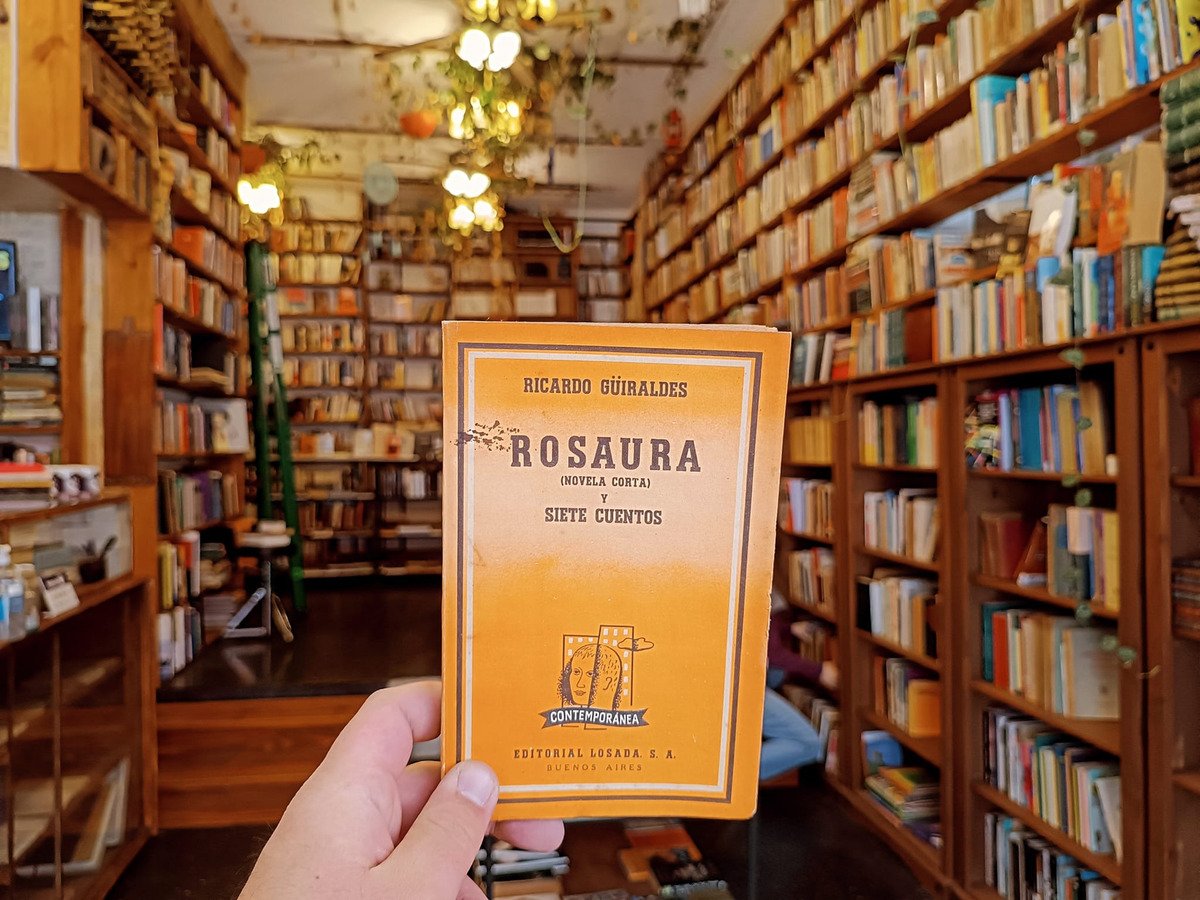 RICARDO GÜIRALDES
ROSAURA
(NOVELA CORTA)
Y
SIETE CUENTOS
CONTEMPORÁNEA
EDITORIAL LOSADA, S. A.
BUENOS AIRES